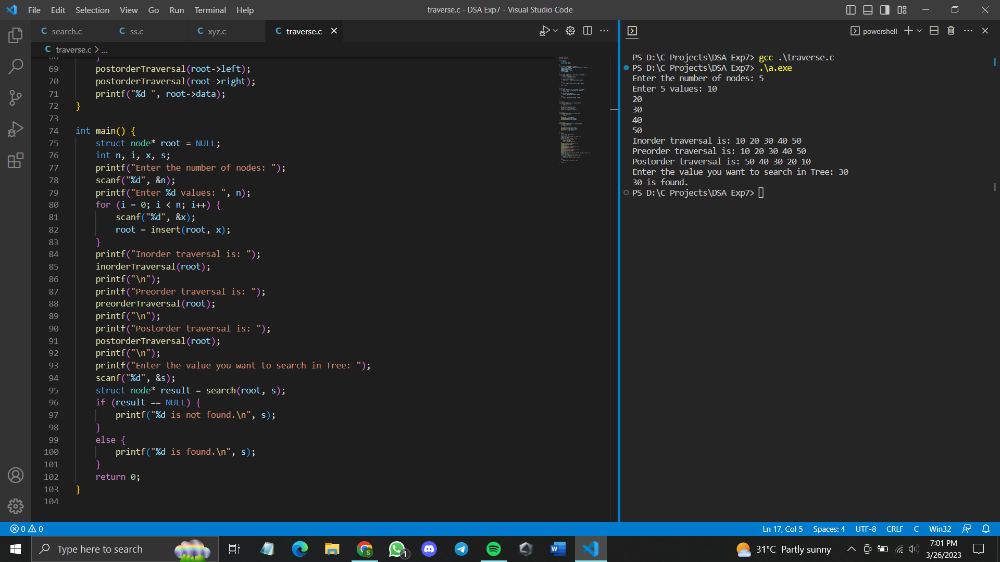 File Edit Selection View Go Run Terminal Help
traverse.c - DSA Exp7 - Visual Studio Code
C search.c
C ss.c
C xyz.c
C traverse.c
powershell
C traverse.c > ...
68 }
69 postorderTraversal(root->left);
70 postorderTraversal(root->right);
71 printf("%d ", root->data);
72 }
73
74 int main() {
75 struct node* root = NULL;
76 int n, i, x, s;
77 printf("Enter the number of nodes: ");
78 scanf("%d", &n);
79 printf("Enter %d values: ", n);
80 for (i = 0; i < n; i++) {
81 scanf("%d", &x);
82 root = insert(root, x);
83 }
84 printf("Inorder traversal is: ");
85 inorderTraversal(root);
86 printf("\n");
87 printf("Preorder traversal is: ");
88 preorderTraversal(root);
89 printf("\n");
90 printf("Postorder traversal is: ");
91 postorderTraversal(root);
92 printf("\n");
93 printf("Enter the value you want to search in Tree: ");
94 scanf("%d", &s);
95 struct node* result = search(root, s);
96 if (result == NULL) {
97 printf("%d is not found.\n", s);
98 }
99 else {
100 printf("%d is found.\n", s);
101 }
102 return 0;
103 }
104
PS D:\C Projects\DSA Exp7> gcc .\traverse.c
PS D:\C Projects\DSA Exp7> .\a.exe
Enter the number of nodes: 5
Enter 5 values: 10
20
30
40
50
Inorder traversal is: 10 20 30 40 50
Preorder traversal is: 10 20 30 40 50
Postorder traversal is: 50 40 30 20 10
Enter the value you want to search in Tree: 30
30 is found.
PS D:\C Projects\DSA Exp7>
0 0
Ln 17, Col 5 Spaces: 4 UTF-8 CRLF C Win32
Type here to search
S
1
W
31°C Partly sunny
7:01 PM
3/26/2023